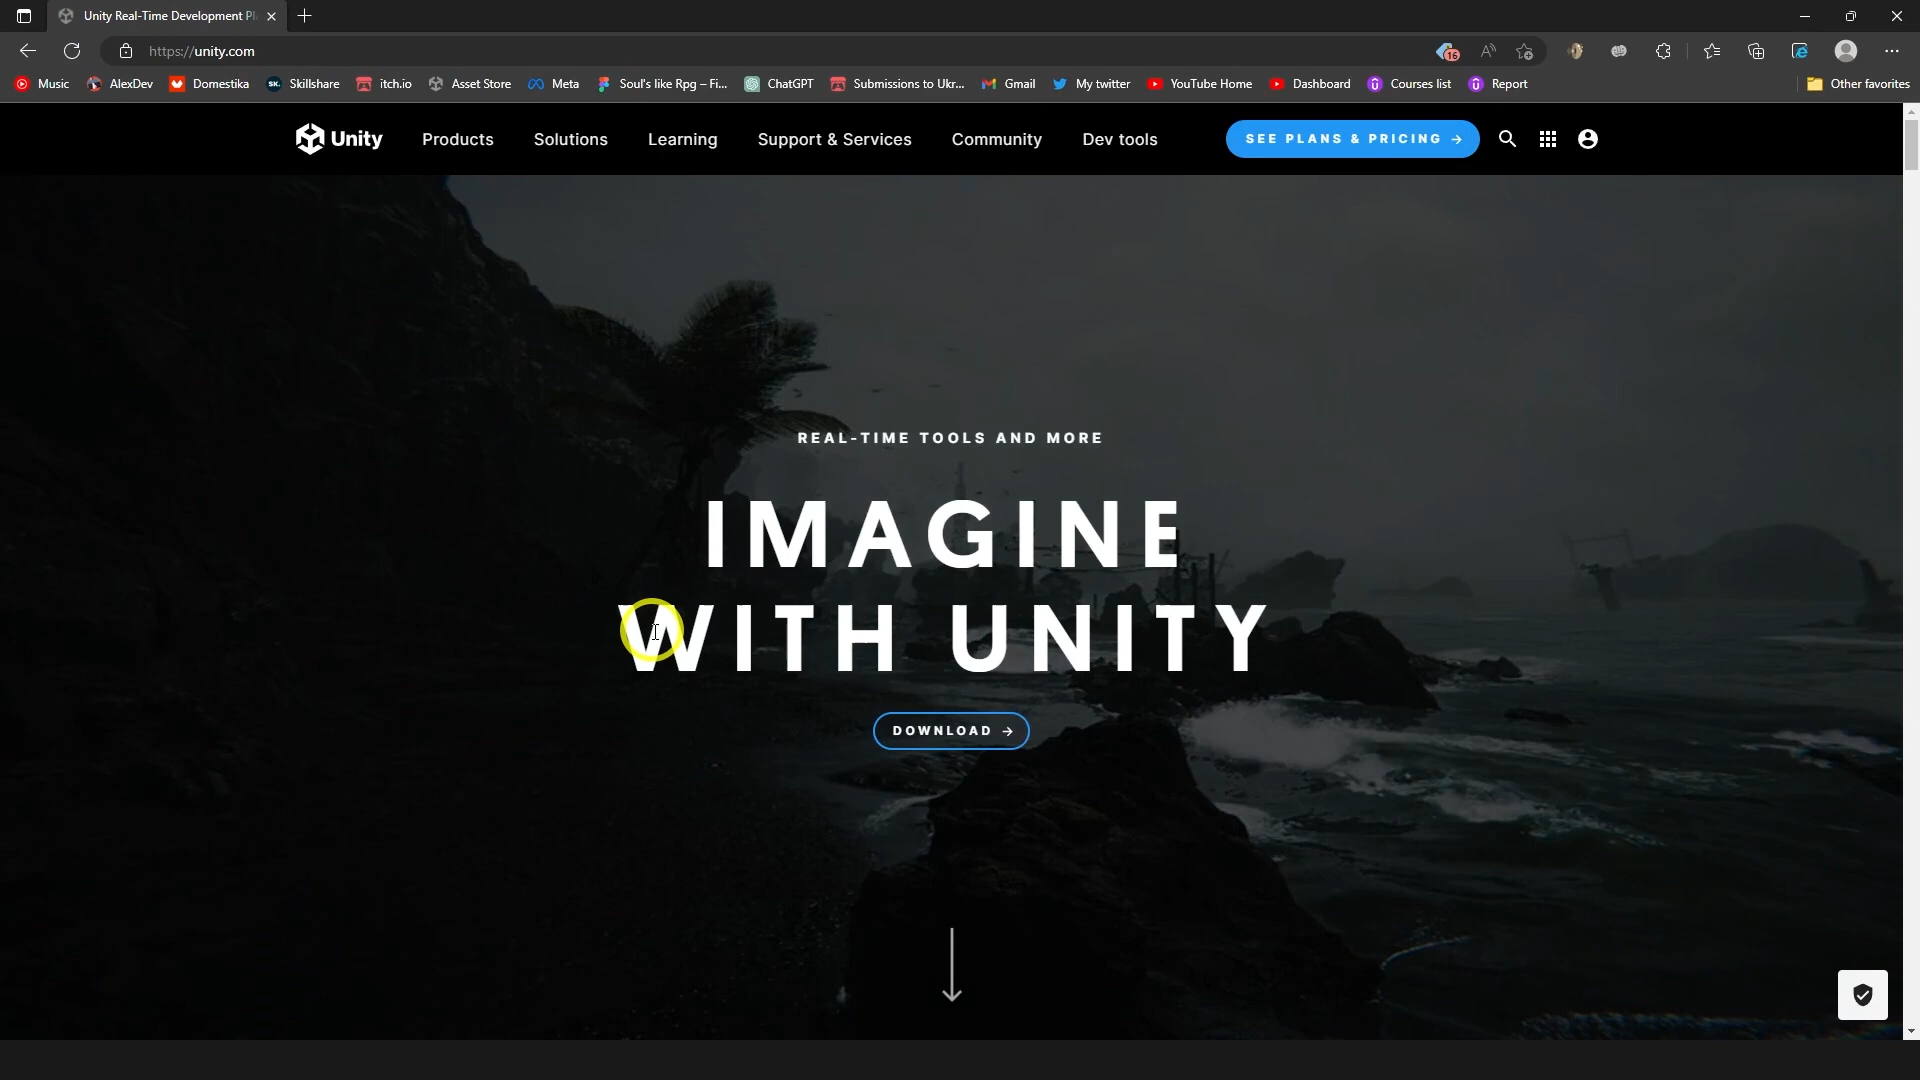 Unity Real-Time Development Pl
https://unity.com
16
Music AlexDev Domestika SK. Skillshare itch.io Asset Store Meta Soul's like Rpg – Fi... ChatGPT Submissions to Ukr... Gmail My twitter YouTube Home Dashboard Courses list Report Other favorites
Unity Products Solutions Learning Support & Services Community Dev tools SEE PLANS & PRICING →
REAL-TIME TOOLS AND MORE
IMAGINE
WITH UNITY
DOWNLOAD →